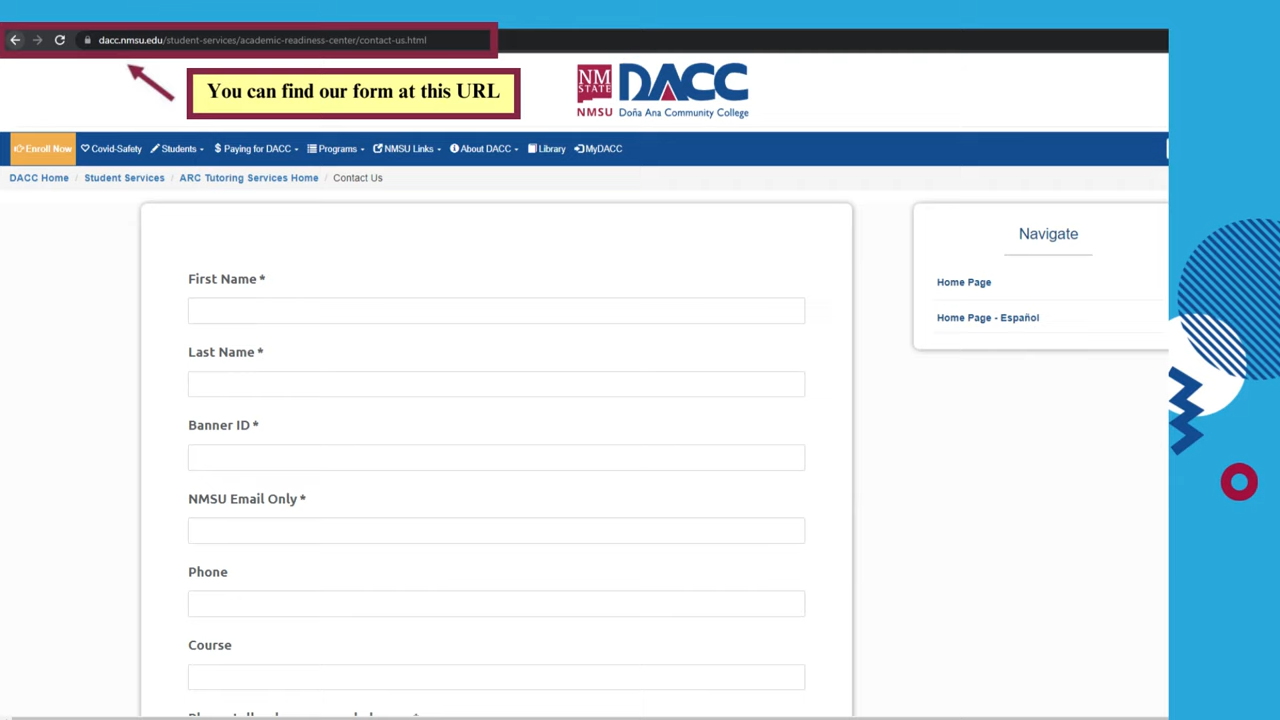 dacc.nmsu.edu/student-services/academic-readiness-center/contact-us.html
You can find our form at this URL
NM
STATE
NMSU
DACC
Doña Ana Community College
Enroll Now Covid-Safety Students Paying for DACC Programs NMSU Links About DACC Library MyDACC
DACC Home / Student Services / ARC Tutoring Services Home / Contact Us
Navigate
Home Page
Home Page - Español
First Name *
Last Name *
Banner ID *
NMSU Email Only *
Phone
Course